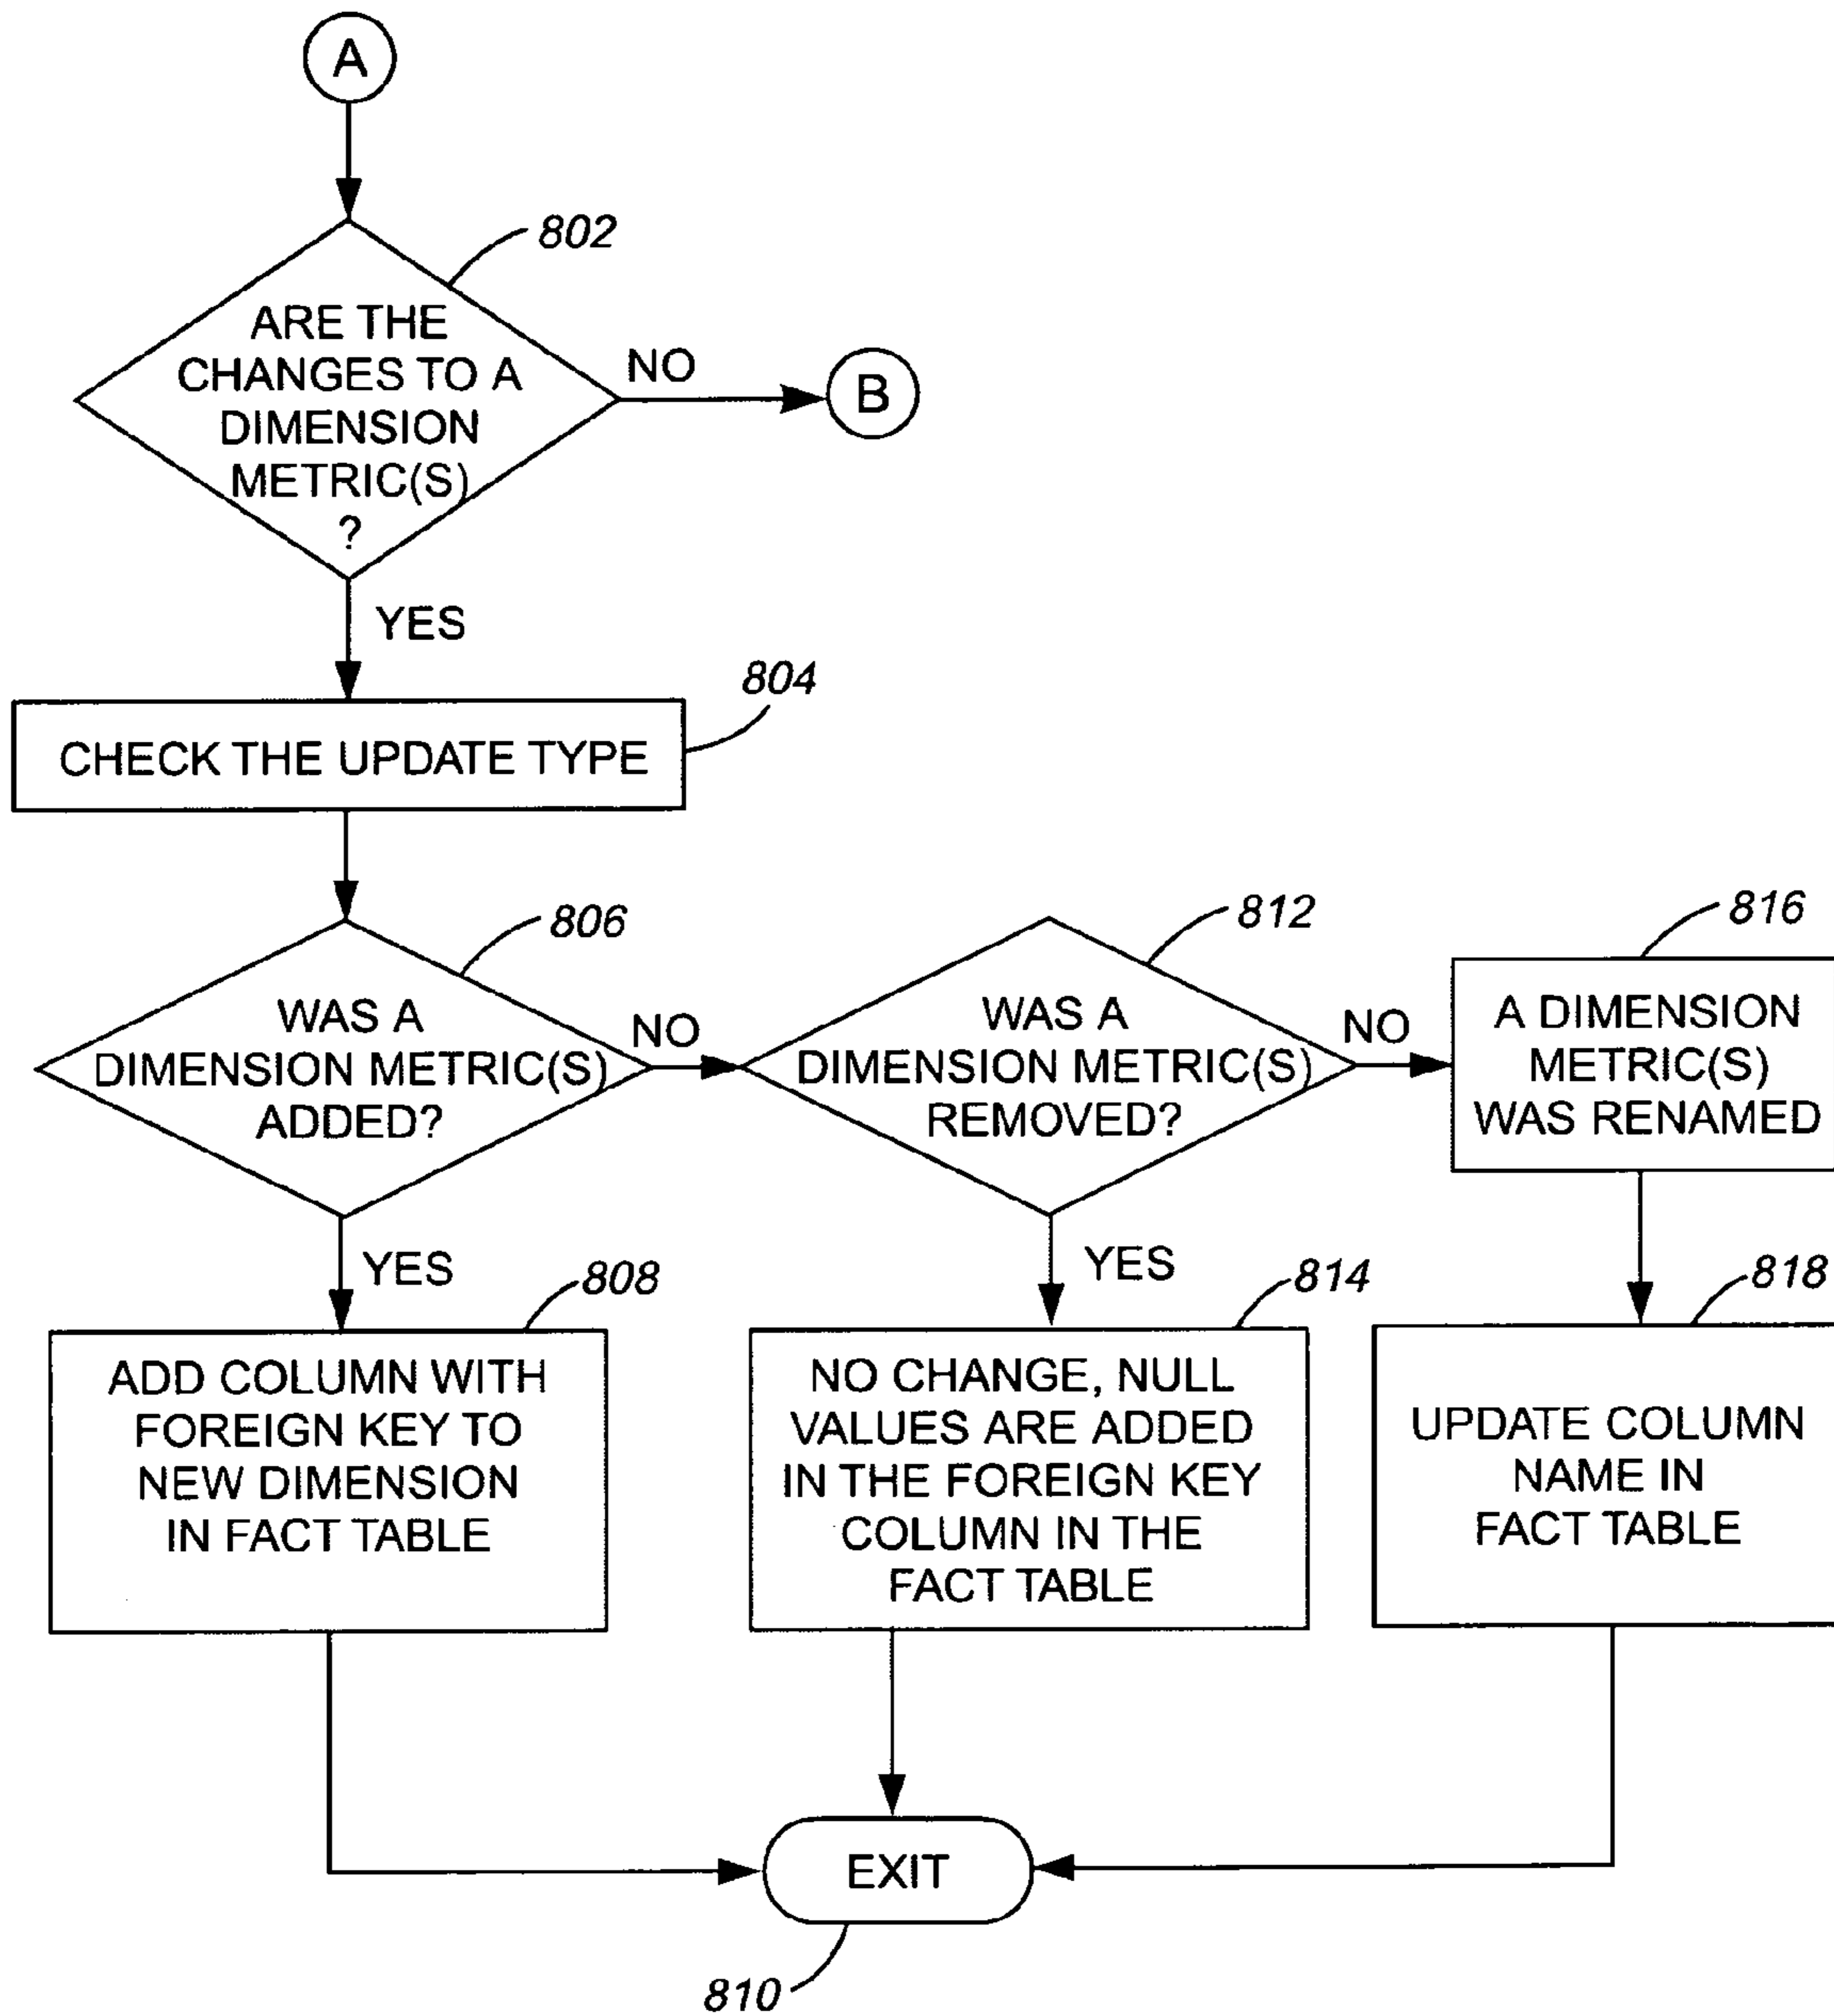 A
802
ARE THE
CHANGES TO A
DIMENSION
METRIC(S)
?
NO
B
YES
804
CHECK THE UPDATE TYPE
806
WAS A
DIMENSION METRIC(S)
ADDED?
NO
812
WAS A
DIMENSION METRIC(S)
REMOVED?
NO
816
A DIMENSION
METRIC(S)
WAS RENAMED
YES
808
ADD COLUMN WITH
FOREIGN KEY TO
NEW DIMENSION
IN FACT TABLE
YES
814
NO CHANGE, NULL
VALUES ARE ADDED
IN THE FOREIGN KEY
COLUMN IN THE
FACT TABLE
818
UPDATE COLUMN
NAME IN
FACT TABLE
EXIT
810